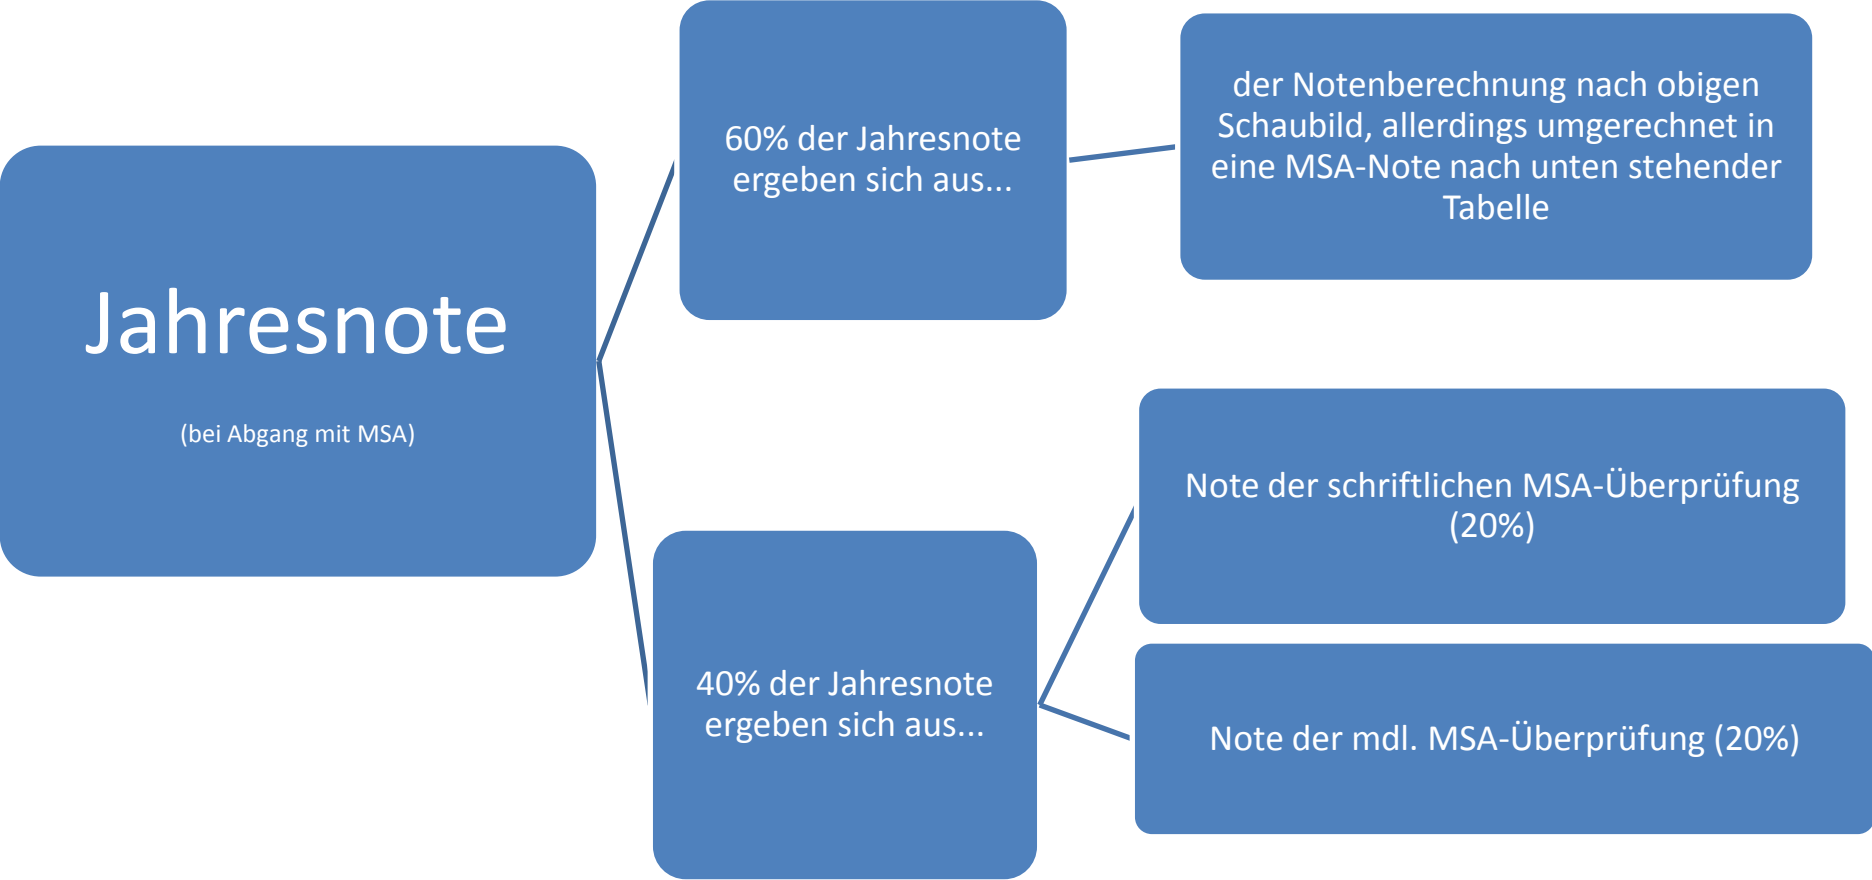 Jahresnote
(bei Abgang mit MSA)
60% der Jahresnote
ergeben sich aus...
der Notenberechnung nach obigen
Schaubild, allerdings umgerechnet in
eine MSA-Note nach unten stehender
Tabelle
40% der Jahresnote
ergeben sich aus...
Note der schriftlichen MSA-Überprüfung
(20%)
Note der mdl. MSA-Überprüfung (20%)